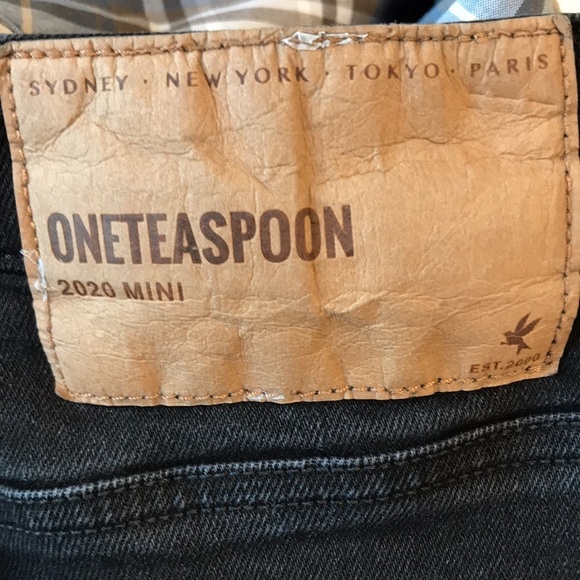 SYDNEY · NEW YORK · TOKYO · PARIS
ONETEASPOON
2020 MINI
EST. 2000